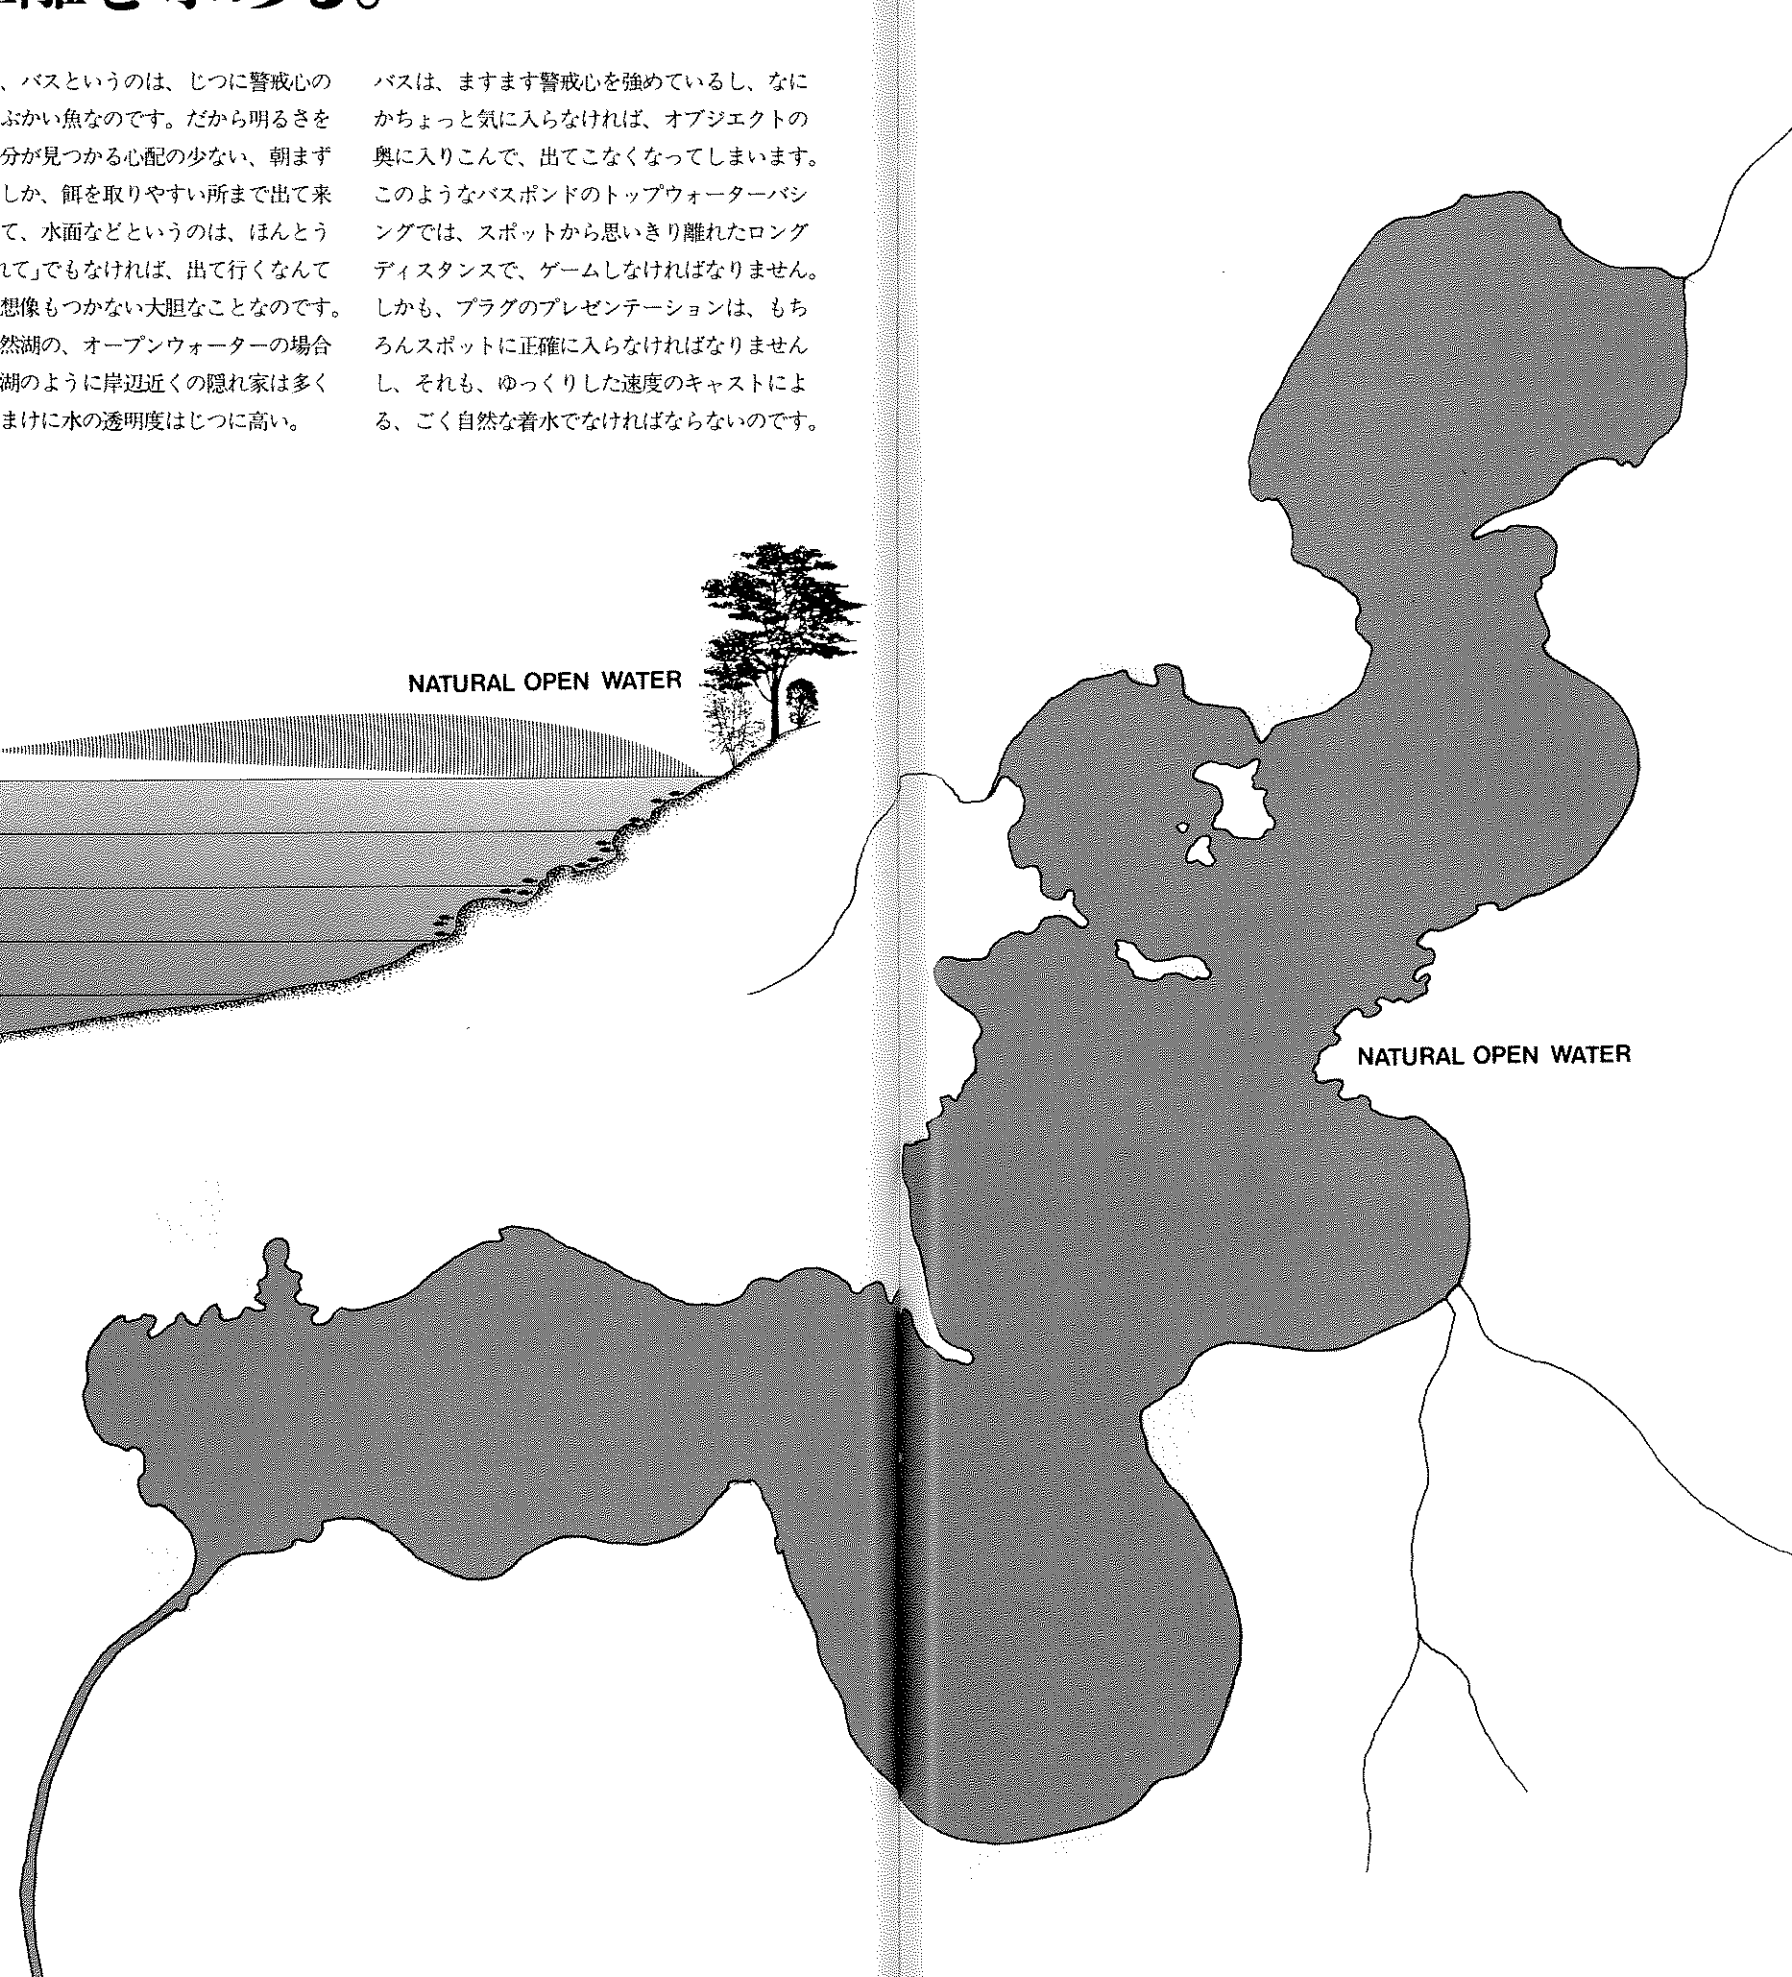 、バスというのは、じつに警戒心の
ぶかい魚なのです。だから明るさを
分が見つかる心配の少ない、朝まず
しか、餌を取りやすい所まで出て来
て、水面などというのは、ほんとう
れて」でもなければ、出て行くなんて
想像もつかない大胆なことなのです。
然湖の、オープンウォーターの場合
湖のように岸辺近くの隠れ家は多く
まけに水の透明度はじつに高い。
バスは、ますます警戒心を強めているし、なに
かちょっと気に入らなければ、オブジエクトの
奥に入りこんで、出てこなくなってしまいます。
このようなバスポンドのトップウォーターバシ
ングでは、スポットから思いきり離れたロング
ディスタンスで、ゲームしなければなりません。
しかも、プラグのプレゼンテーションは、もち
ろんスポットに正確に入らなければなりません
し、それも、ゆっくりした速度のキャストによ
る、ごく自然な着水でなければならないのです。
NATURAL OPEN WATER
NATURAL OPEN WATER